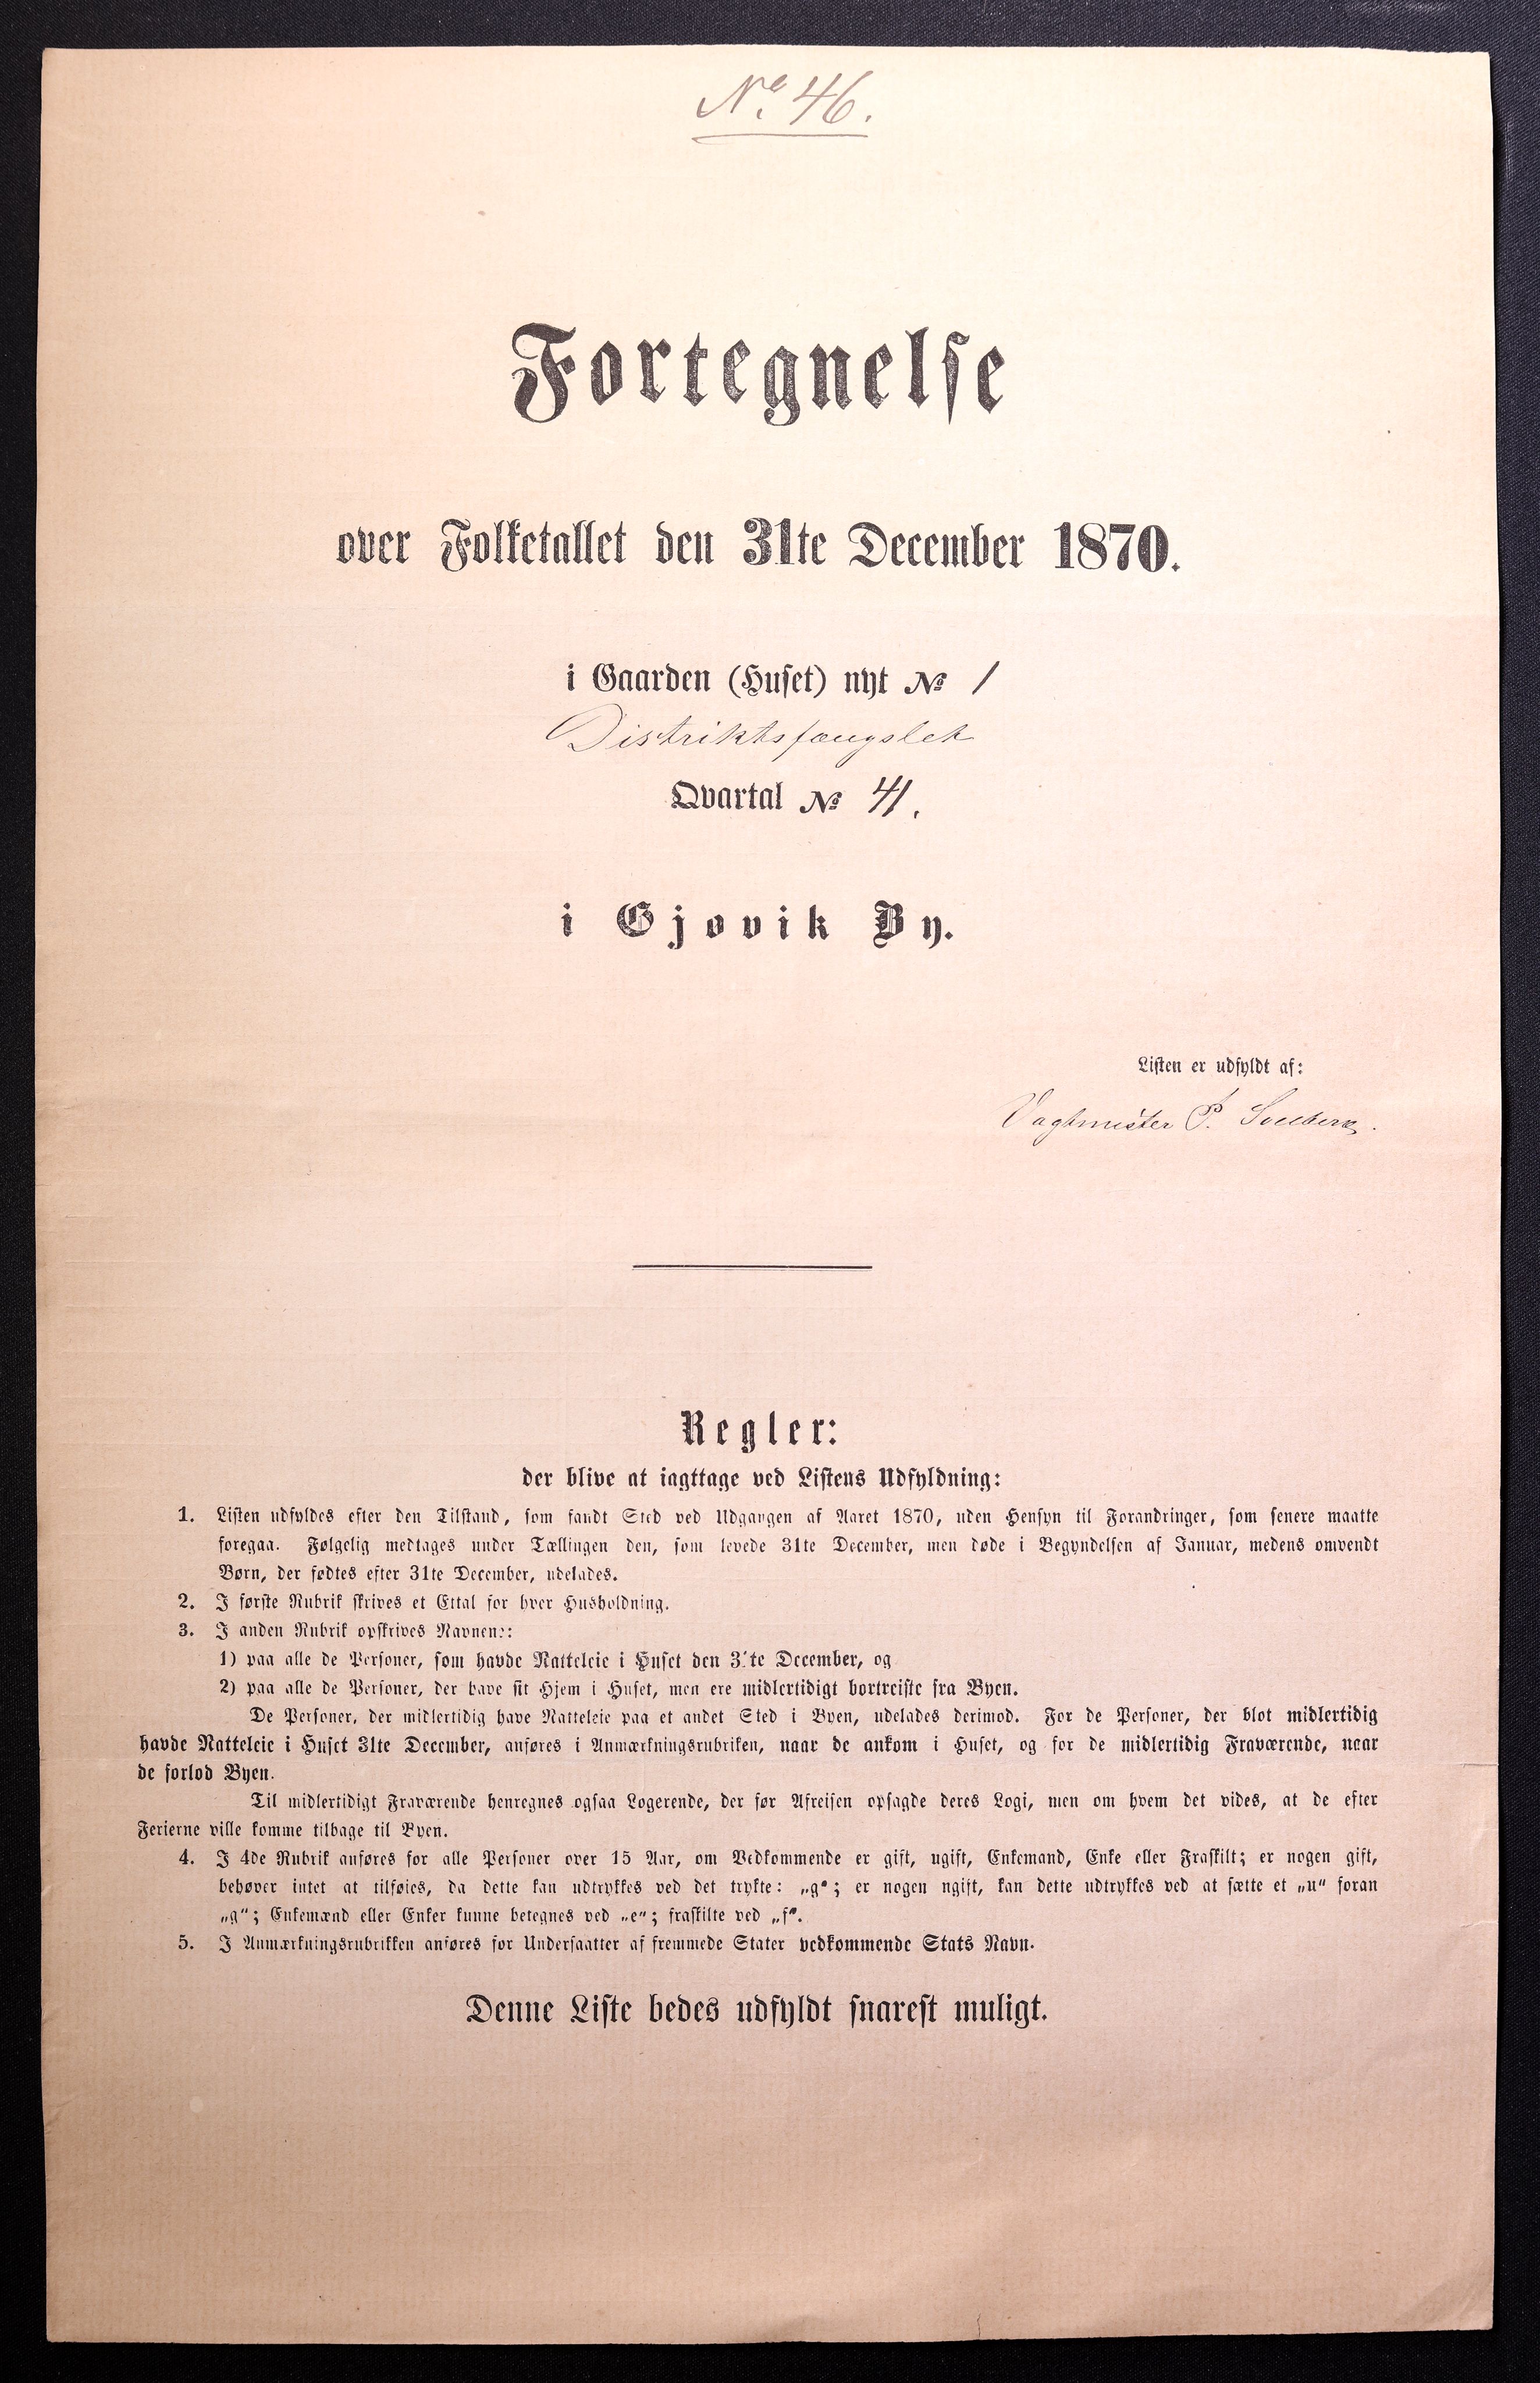 No. 46.
Fortegnelse
over Folketallet den 31te December 1870.
i Gaarden (Huset) nyt No 1
Distriktsfængslet
Qvartal No 41.
i Gjøvik By.
Listen er udfyldt af:
Vagtmester P.
Regler:
der blive at iagttage ved Listens Udfyldning:
1. Listen udfyldes efter den Tilstand, som fandt Sted ved Udgangen af Aaret 1870, uden Hensyn til Forandringer, som senere maatte
foregaa. Følgelig medtages under Tællingen den, som levede 31te December, men døde i Begyndelsen af Januar, medens omvendt
Børn, der fødtes efter 31te December, udelades.
2. I første Rubrik skrives et Ettal for hver Husholdning.
3. I anden Rubrik opskrives Navnene:
1) paa alle de Personer, som havde Natteleie i Huset den 31te December, og
2) paa alle de Personer, der have sit Hjem i Huset, men ere midlertidigt bortreiste fra Byen.
De Personer, der midlertidig have Natteleie paa et andet Sted i Byen, udelades derimod. For de Personer, der blot midlertidig
havde Natteleie i Huset 31te December, anføres i Anmærkningsrubriken, naar de ankom i Huset, og for de midlertidig Fraværende, naar
de forlod Byen.
Til midlertidigt Fraværende henregnes ogsaa Logerende, der før Afreisen opsagde deres Logi, men om hvem det vides, at de efter
Ferierne ville komme tilbage til Byen.
4. I 4de Rubrik anføres for alle Personer over 15 Aar, om Vedkommende er gift, ugift, Enkemand, Enke eller Fraskilt; er nogen gift,
behøver intet at tilføies, da dette kan udtrykkes ved det trykte: „g“; er nogen ugift, kan dette udtrykkes ved at sætte et „u“ foran
„g“; Enkemænd eller Enker kunne betegnes ved „e“; fraskilte ved „f“.
5. I Anmærkningsrubrikken anføres for Undersaatter af fremmede Stater vedkommende Stats Navn.
Denne Liste bedes udfyldt snarest muligt.